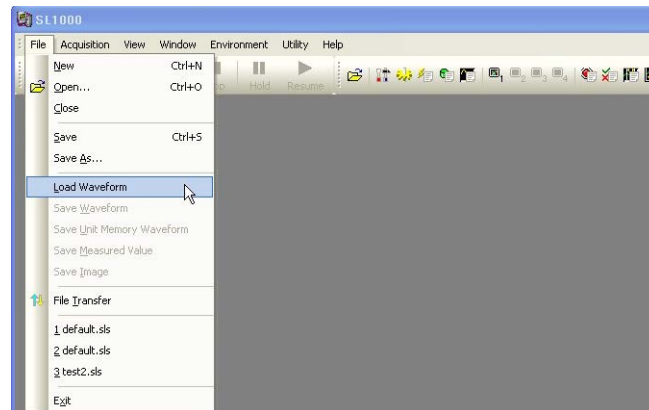 SL1000
File Acquisition View Window Environment Utility Help
New Ctrl+N
Open... Ctrl+O
Close
Hold Resume
Save Ctrl+S
Save As...
Load Waveform
Save Waveform
Save Unit Memory Waveform
Save Measured Value
Save Image
File Transfer
1 default.sls
2 default.sls
3 test2.sls
Exit